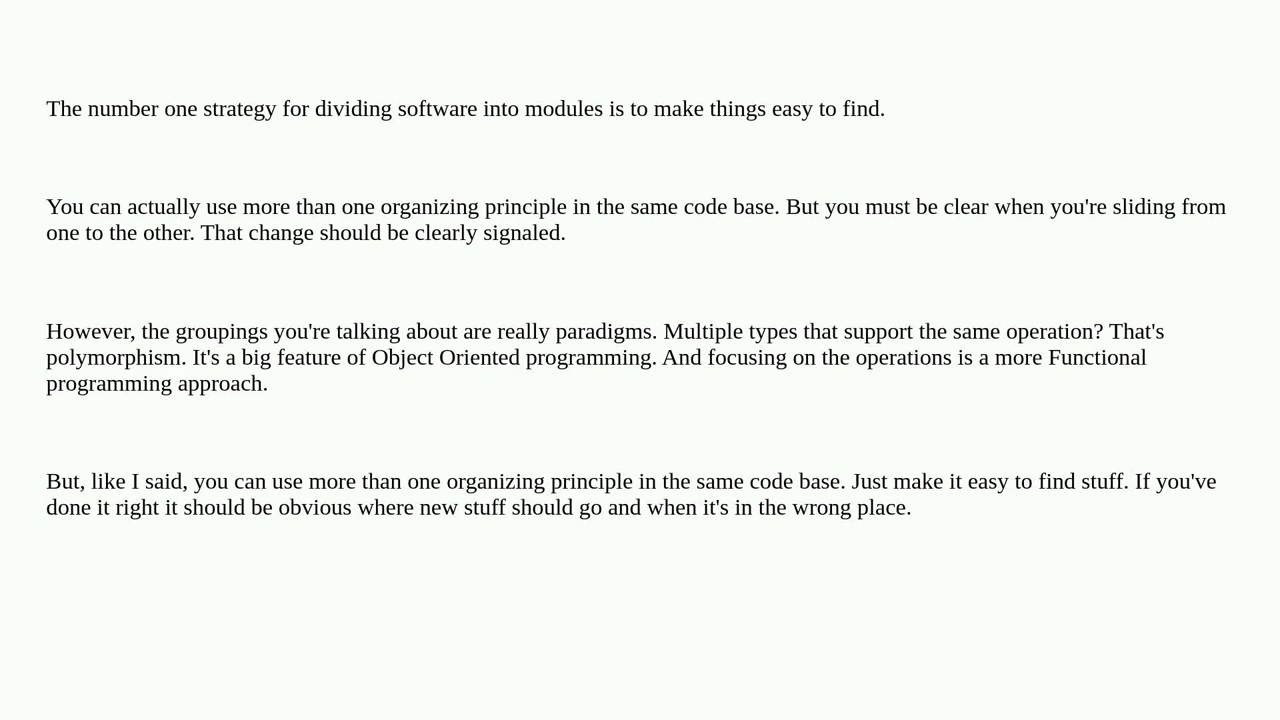 The number one strategy for dividing software into modules is to make things easy to find.
You can actually use more than one organizing principle in the same code base. But you must be clear when you're sliding from
one to the other. That change should be clearly signaled.
However, the groupings you're talking about are really paradigms. Multiple types that support the same operation? That's
polymorphism. It's a big feature of Object Oriented programming. And focusing on the operations is a more Functional
programming approach.
But, like I said, you can use more than one organizing principle in the same code base. Just make it easy to find stuff. If you've
done it right it should be obvious where new stuff should go and when it's in the wrong place.